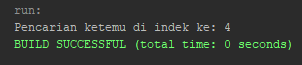 run:
Pencarian ketemu di indek ke: 4
BUILD SUCCESSFUL (total time: 0 seconds)